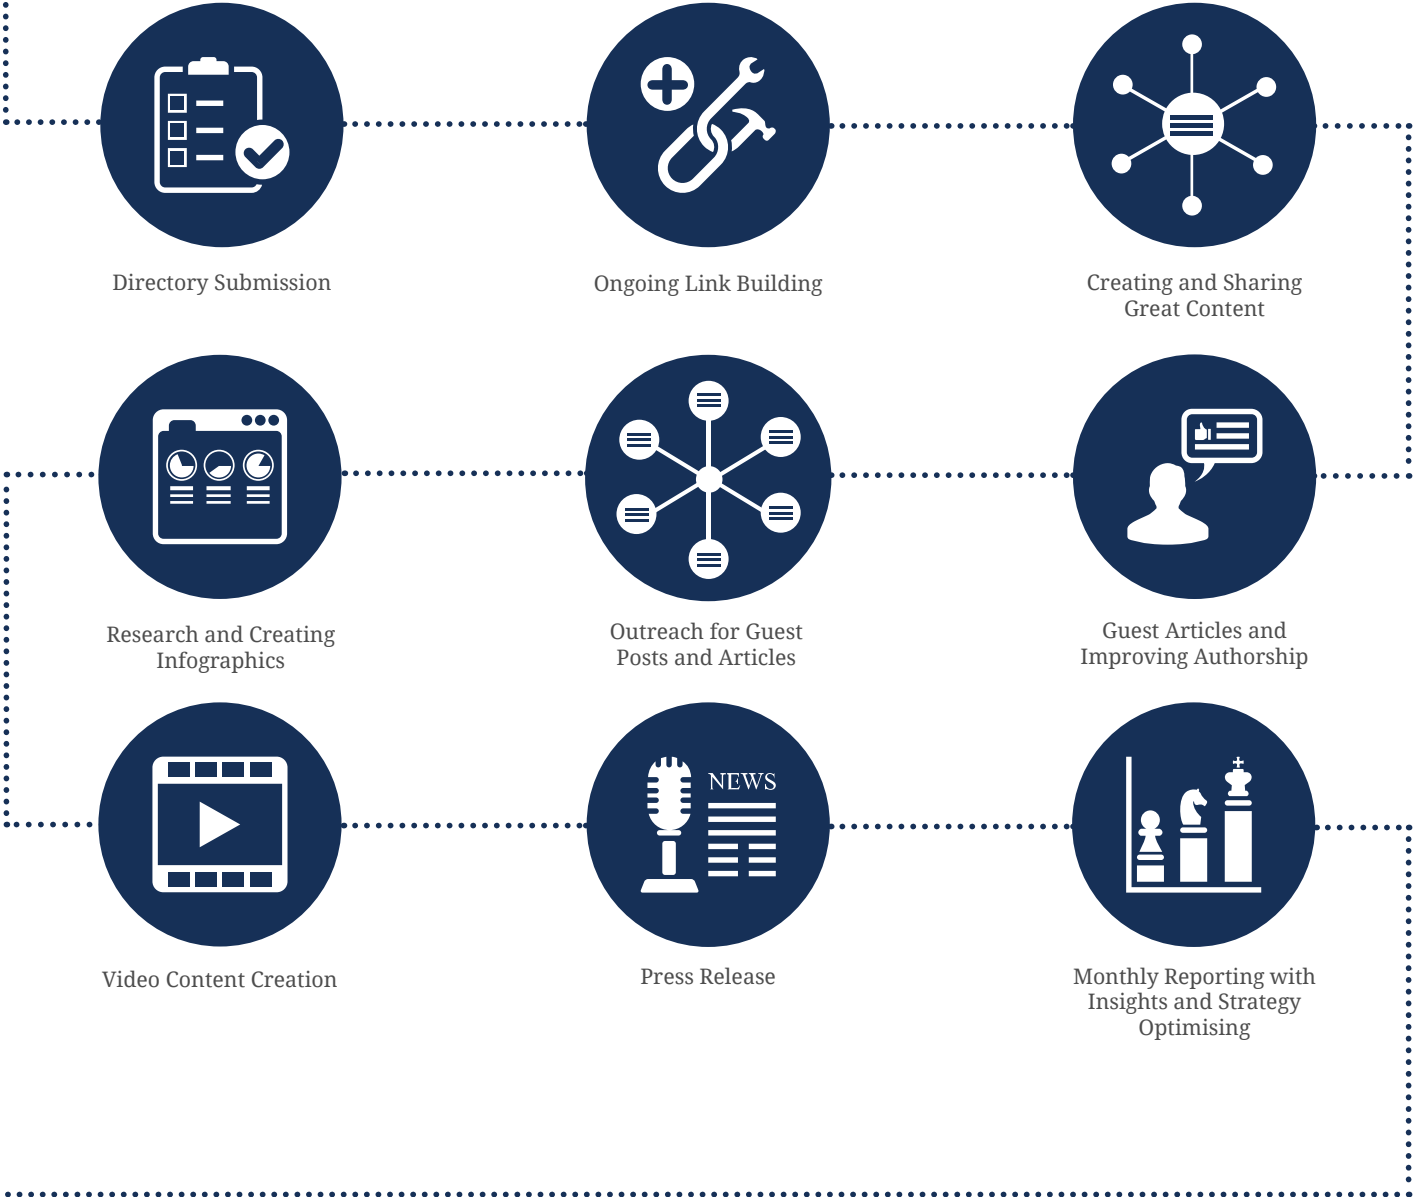 Directory Submission
Ongoing Link Building
Creating and Sharing
Great Content
Research and Creating
Infographics
Outreach for Guest
Posts and Articles
Guest Articles and
Improving Authorship
NEWS
Video Content Creation
Press Release
Monthly Reporting with
Insights and Strategy
Optimising